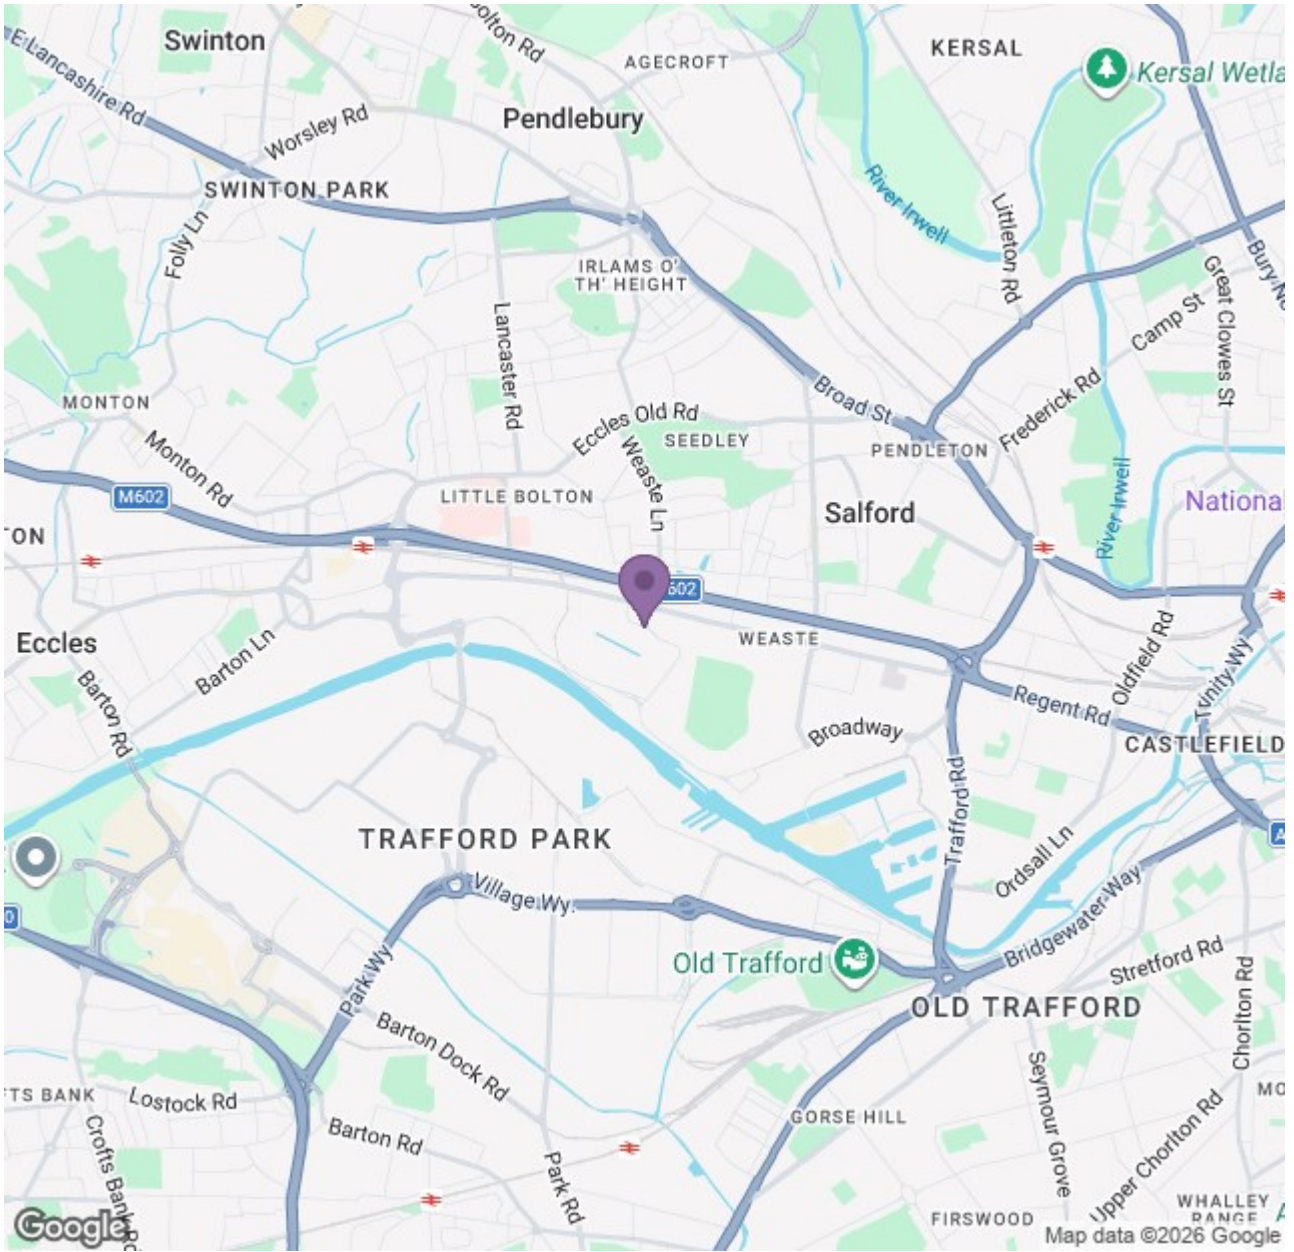 Swinton
Bolton Rd
AGECROFT
KERSAL
Kersal Wetla
E Lancashire Rd
Pendlebury
Worsley Rd
SWINTON PARK
River Irwell
Littleton Rd
Folly Ln
IRLAMS O'
TH' HEIGHT
Great Clowes St
Camp St
Lancaster Rd
Broad St
Frederick Rd
MONTON
Eccles Old Rd
SEEDLEY
PENDLETON
Monton Rd
Weaste Ln
M602
LITTLE BOLTON
Salford
River Irwell
National
TON
602
Eccles
Barton Ln
WEASTE
Oldfield Rd
Trinity Wy
Barton Rd
Regent Rd
Broadway
CASTLEFIELD
Trafford Rd
TRAFFORD PARK
Ordsall Ln
A
Village Wy.
0
Bridgewater Way
Old Trafford
Stretford Rd
Park Wy
OLD TRAFFORD
Chorlton Rd
Barton Dock Rd
FTS BANK
Lostock Rd
Seymour Grove
MO
GORSE HILL
Crofts Bank Rd
Barton Rd
Park Rd
Upper Chorlton Rd
FIRSWOOD
WHALLEY
RANGE
Google
Map data ©2026 Google